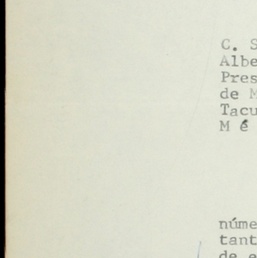 C. S
Albe
Pres
de M
Tacu
M é
núme
tant
de e